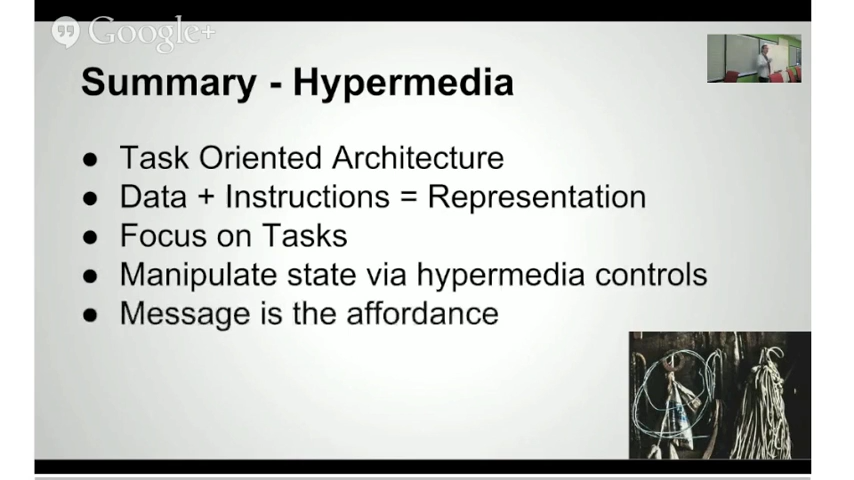 Google+
Summary - Hypermedia
● Task Oriented Architecture
● Data + Instructions = Representation
● Focus on Tasks
● Manipulate state via hypermedia controls
● Message is the affordance